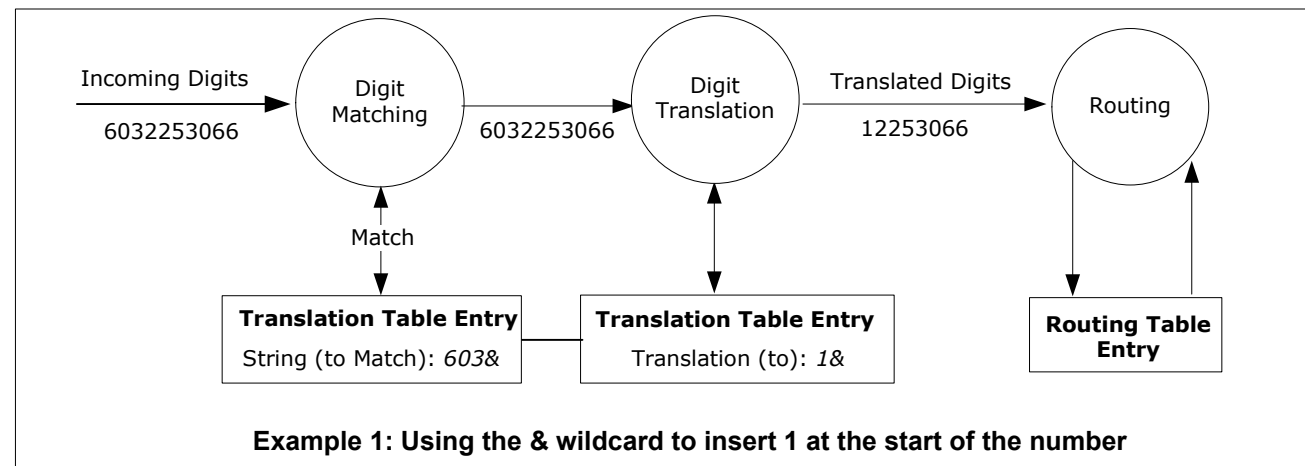 Incoming Digits
6032253066
Digit
Matching
6032253066
Digit
Translation
Translated Digits
12253066
Routing
Match
Translation Table Entry
String (to Match): 603&
Translation Table Entry
Translation (to): 1&
Routing Table
Entry
Example 1: Using the & wildcard to insert 1 at the start of the number